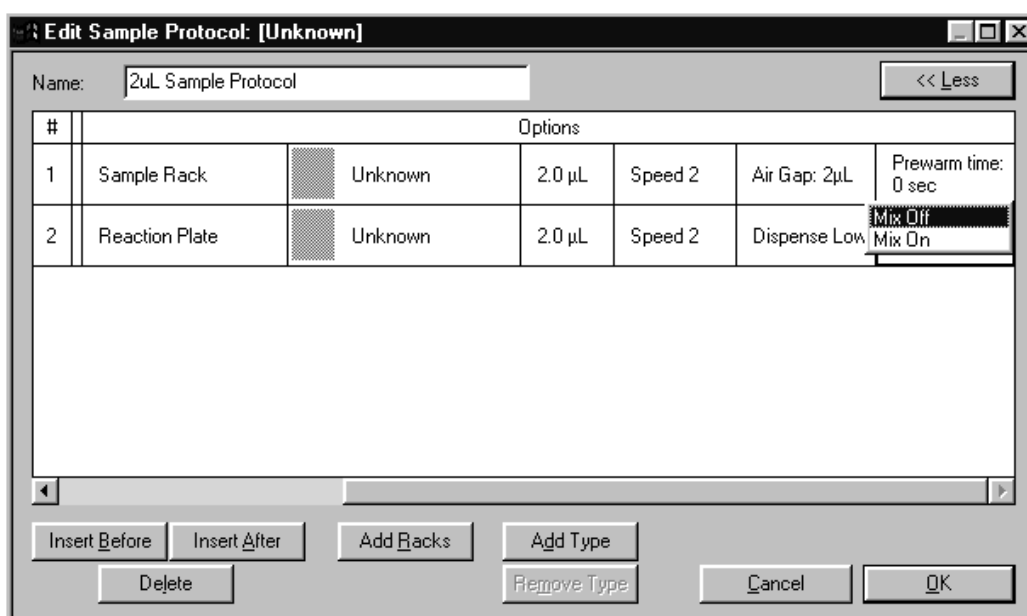 Edit Sample Protocol: [Unknown]
Name: 2uL Sample Protocol << Less
# Options
1 Sample Rack Unknown 2.0 µL Speed 2 Air Gap: 2µL Prewarm time:
0 sec
2 Reaction Plate Unknown 2.0 µL Speed 2 Dispense Low Mix Off
Mix On
Insert Before Insert After Add Racks Add Type
Delete Remove Type Cancel OK